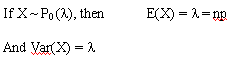 If X ~ P₀(λ), then E(X) = λ = np
And Var(X) = λ